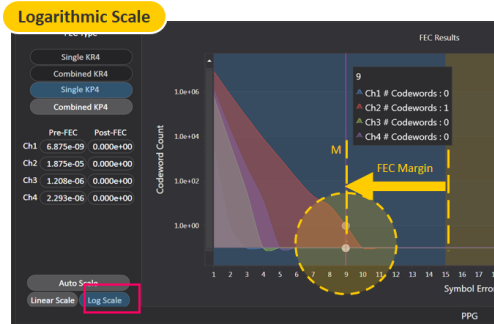 Logarithmic Scale
FEC Type
FEC Results
Single KR4
Combined KR4
Single KP4
Combined KP4
Pre-FEC Post-FEC
Ch1 6.875e-09 0.000e+00
Ch2 1.875e-05 0.000e+00
Ch3 1.208e-06 0.000e+00
Ch4 2.293e-06 0.000e+00
Auto Scale
Linear Scale Log Scale
Codeword Count
1.0e+06
1.0e+04
1.0e+02
1.0e+00
9
Ch1 # Codewords : 0
Ch2 # Codewords : 1
Ch3 # Codewords : 0
Ch4 # Codewords : 0
M
FEC Margin
1 2 3 4 5 6 7 8 9 10 11 12 13 14 15 16 17
Symbol Erro
PPG